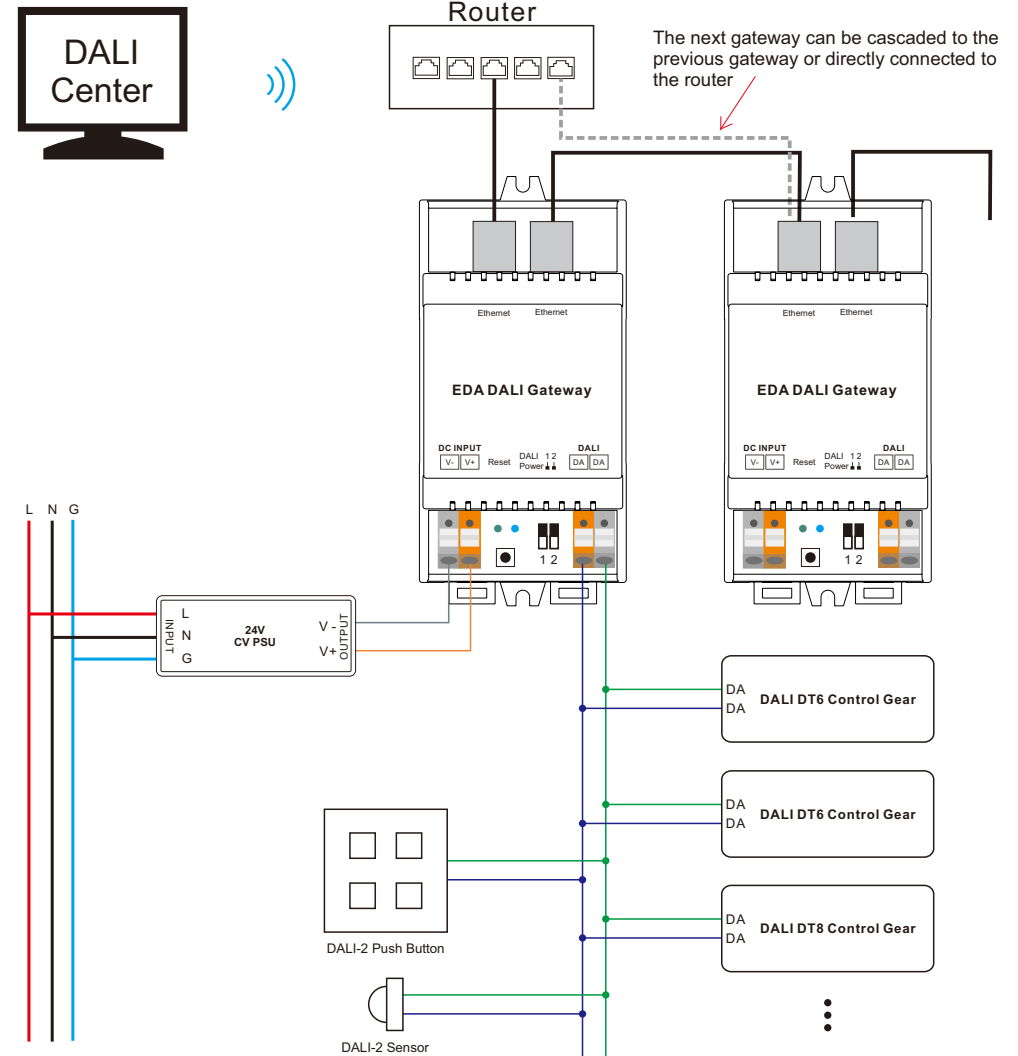 DALI
Center
Router
The next gateway can be cascaded to the
previous gateway or directly connected to
the router
Ethernet Ethernet
EDA DALI Gateway
DC INPUT
V- V+
Reset
DALI 1 2
Power
DALI
DA DA
1 2
Ethernet Ethernet
EDA DALI Gateway
DC INPUT
V- V+
Reset
DALI 1 2
Power
DALI
DA DA
1 2
L N G
INPUT
L
N
G
24V
CV PSU
V -
V+
OUTPUT
DA
DA
DALI DT6 Control Gear
DA
DA
DALI DT6 Control Gear
DA
DA
DALI DT8 Control Gear
DALI-2 Push Button
DALI-2 Sensor